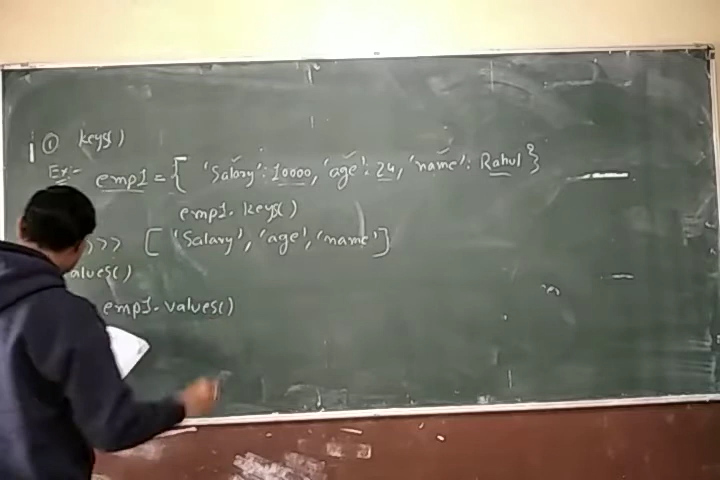 ① keys()
Ex:- emp1 = { 'Salary': 10000, 'age': 24, 'name': Rahul }
emp1. keys()
>>> [ 'Salary', 'age', 'name' ]
values()
emp1. values()